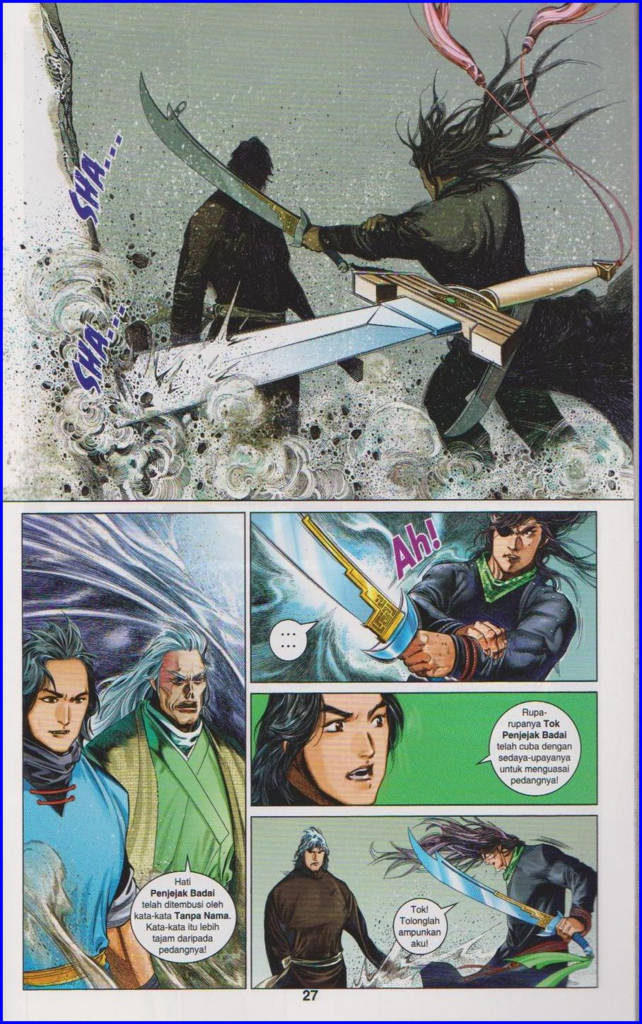 SHA...
SHA...
Hati
Penjejak Badai
telah ditembusi oleh
kata-kata Tanpa Nama.
Kata-kata itu lebih
tajam daripada
pedangnya!
Ah!
...
...
Rupa-
rupanya Tok
Penjejak Badai
telah cuba dengan
sedaya-upayanya
untuk menguasai
pedangnya!
Tok!
Tolonglah
ampunkan
aku!
27